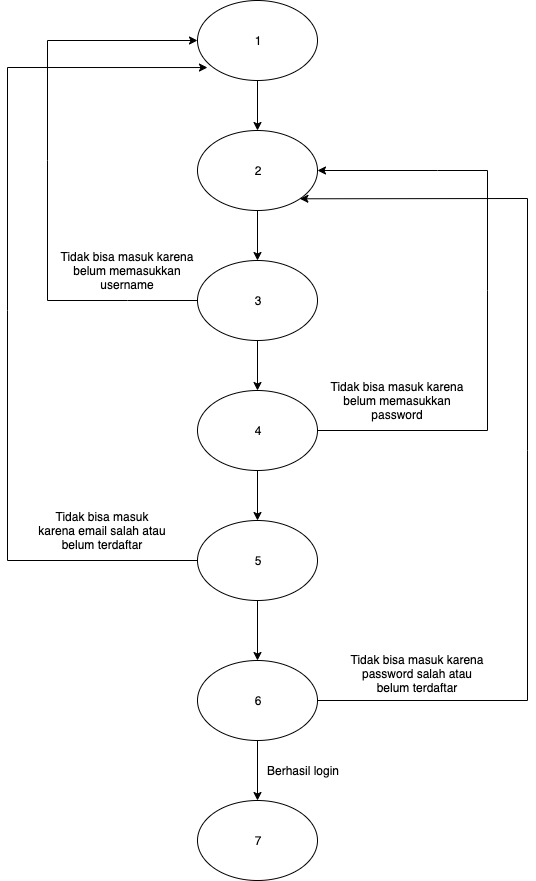 1
2
Tidak bisa masuk karena
belum memasukkan
username
3
Tidak bisa masuk karena
belum memasukkan
password
4
Tidak bisa masuk
karena email salah atau
belum terdaftar
5
Tidak bisa masuk karena
password salah atau
belum terdaftar
6
Berhasil login
7